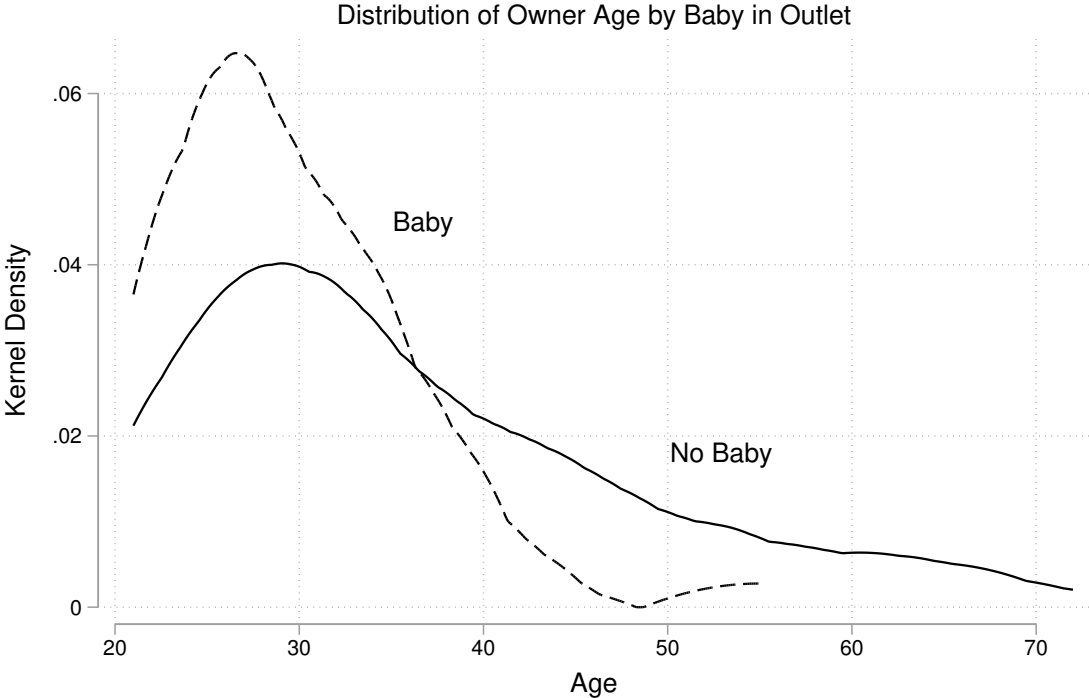 Distribution of Owner Age by Baby in Outlet
Kernel Density
.06
.04
.02
0
Baby
No Baby
20 30 40 50 60 70
Age